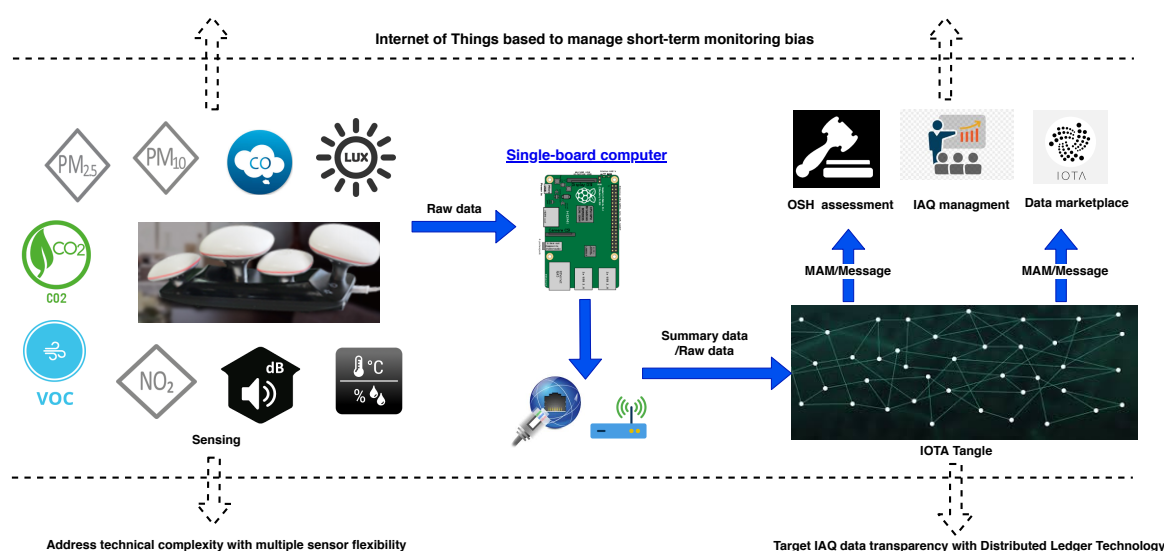 Internet of Things based to manage short-term monitoring bias
PM2.5
PM10
CO
LUX
Single-board computer
OSH assessment
IAQ managment
IOTA
Data marketplace
Raw data
CO2
CO2
MAM/Message
MAM/Message
VOC
NO2
dB
°C
%
Summary data
/Raw data
Sensing
IOTA Tangle
Address technical complexity with multiple sensor flexibility
Target IAQ data transparency with Distributed Ledger Technology